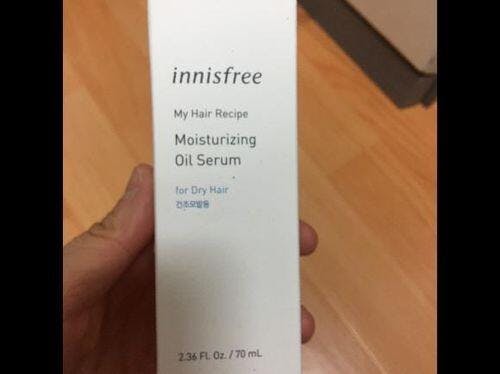 innisfree
My Hair Recipe
Moisturizing
Oil Serum
for Dry Hair
건조모발용
2.36 Fl. Oz. / 70 mL